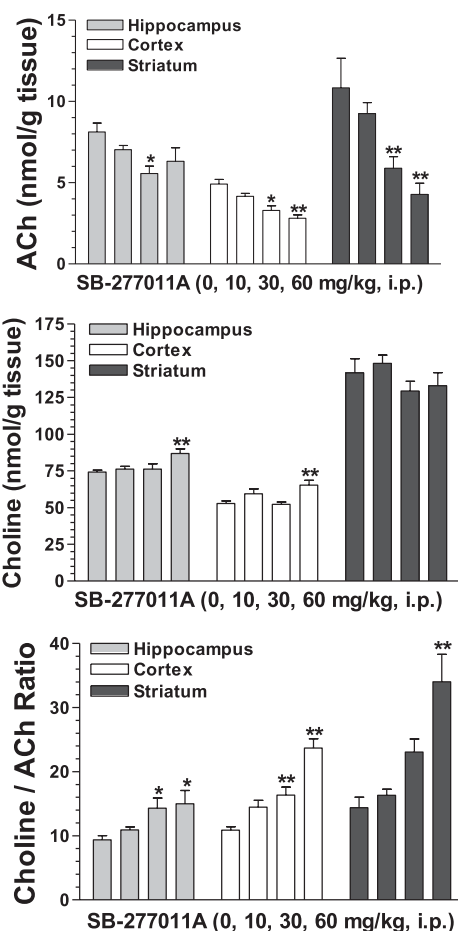 ACh (nmol/g tissue)
15
10
5
0
Hippocampus
Cortex
Striatum
*
*
**
**
**
SB-277011A (0, 10, 30, 60 mg/kg, i.p.)
Choline (nmol/g tissue)
175
150
125
100
75
50
25
0
Hippocampus
Cortex
Striatum
**
**
SB-277011A (0, 10, 30, 60 mg/kg, i.p.)
Choline / ACh Ratio
40
30
20
10
0
Hippocampus
Cortex
Striatum
*
*
**
**
**
SB-277011A (0, 10, 30, 60 mg/kg, i.p.)